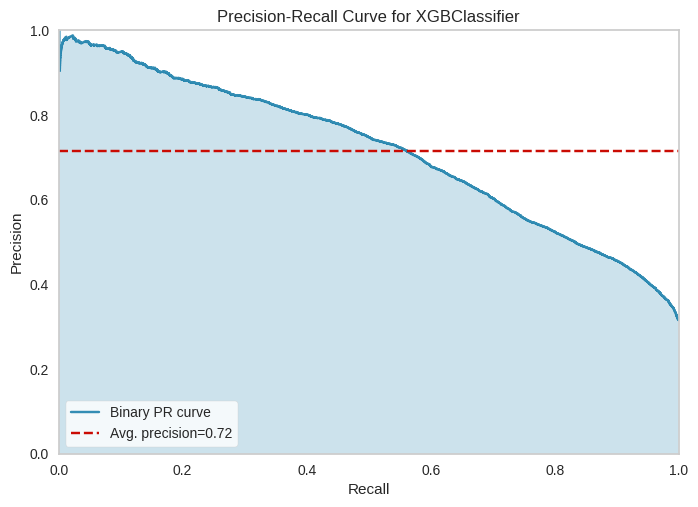 Precision-Recall Curve for XGBClassifier
1.0
0.8
0.6
0.4
0.2
0.0
Precision
Binary PR curve
Avg. precision=0.72
0.0 0.2 0.4 0.6 0.8 1.0
Recall